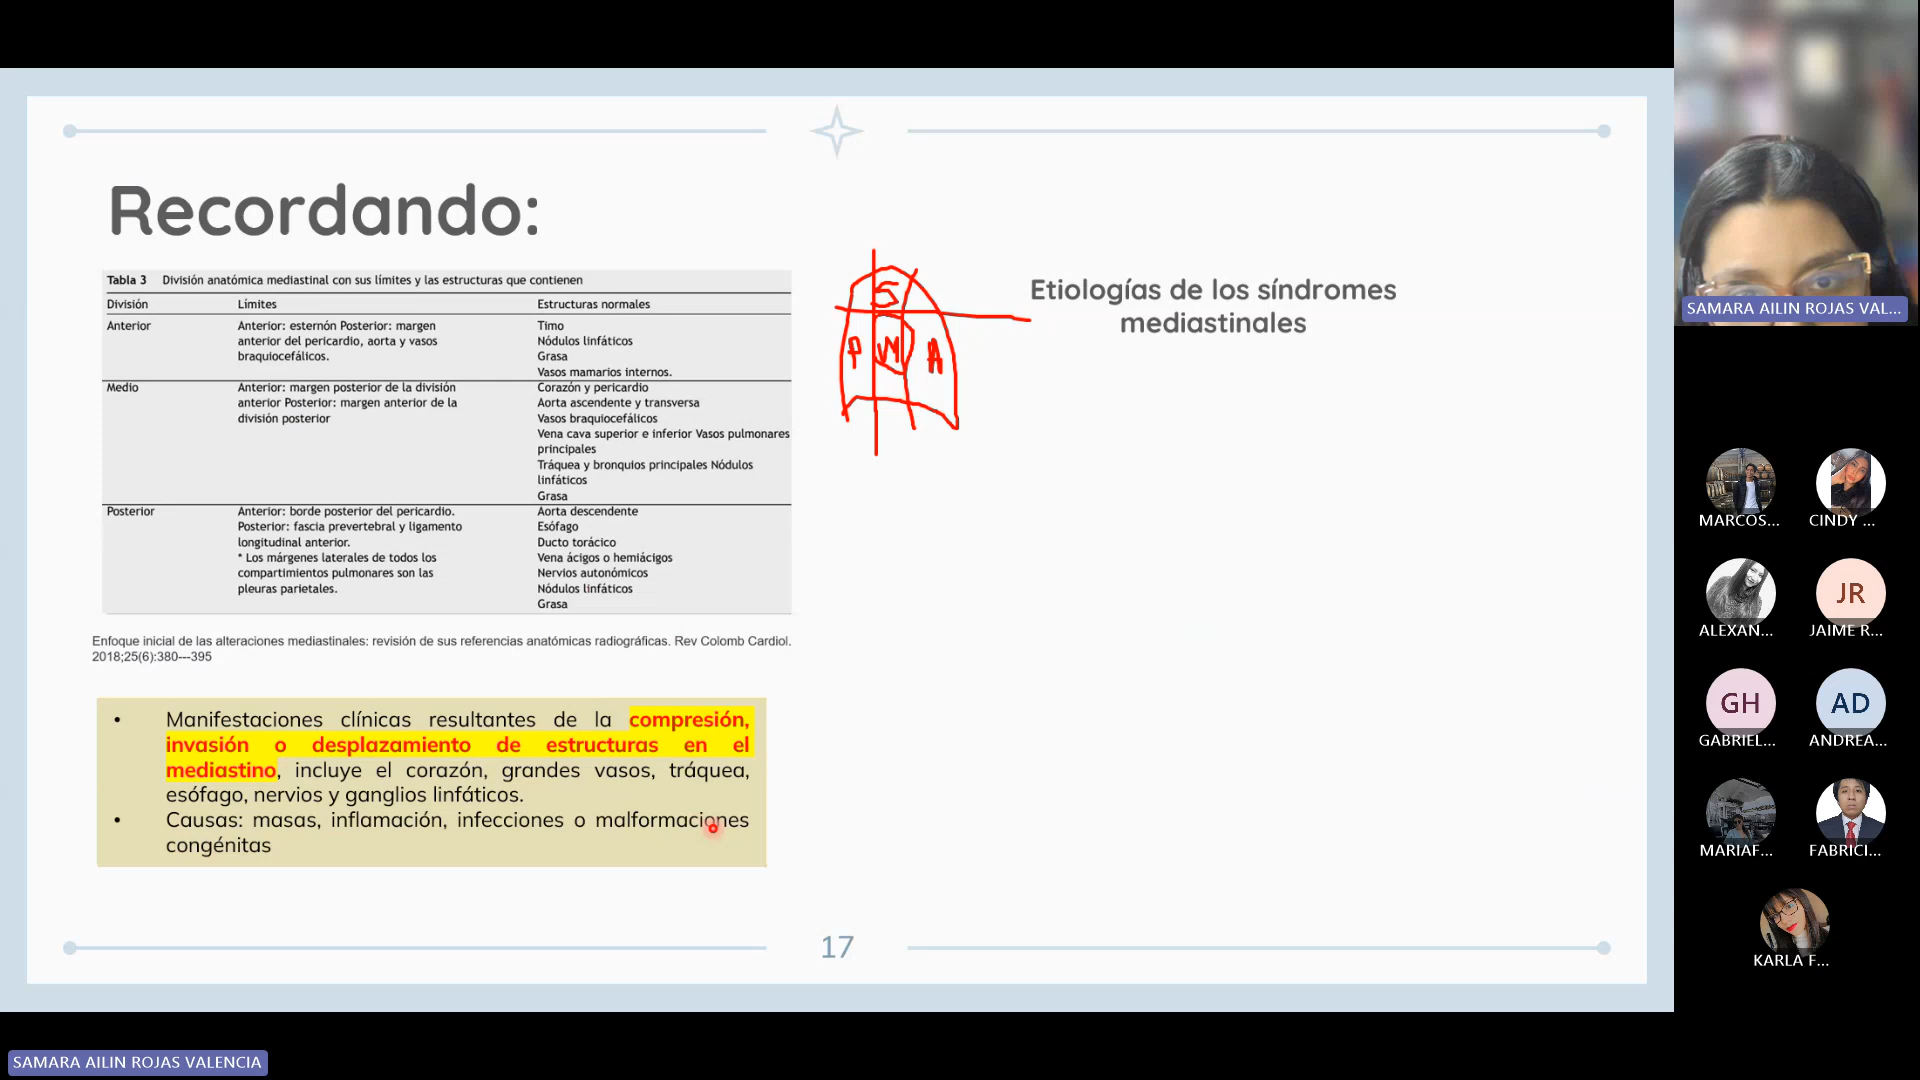 Recordando:
Tabla 3 División anatómica mediastinal con sus límites y las estructuras que contienen
División Límites Estructuras normales
Anterior Anterior: esternón Posterior: margen Timo
anterior del pericardio, aorta y vasos Nódulos linfáticos
braquiocefálicos. Grasa
Vasos mamarios internos.
Medio Anterior: margen posterior de la división Corazón y pericardio
anterior Posterior: margen anterior de la Aorta ascendente y transversa
división posterior Vasos braquiocefálicos
Vena cava superior e inferior Vasos pulmonares
principales
Tráquea y bronquios principales Nódulos
linfáticos
Grasa
Posterior Anterior: borde posterior del pericardio. Aorta descendente
Posterior: fascia prevertebral y ligamento Esófago
longitudinal anterior. Ducto torácico
* Los márgenes laterales de todos los Vena ácigos o hemiácigos
compartimientos pulmonares son las Nervios autonómicos
pleuras parietales. Nódulos linfáticos
Grasa
Enfoque inicial de las alteraciones mediastinales: revisión de sus referencias anatómicas radiográficas. Rev Colomb Cardiol.
2018;25(6):380---395
• Manifestaciones clínicas resultantes de la compresión,
invasión o desplazamiento de estructuras en el
mediastino, incluye el corazón, grandes vasos, tráquea,
esófago, nervios y ganglios linfáticos.
• Causas: masas, inflamación, infecciones o malformaciones
congénitas
S
P M A
Etiologías de los síndromes
mediastinales
17
SAMARA AILIN ROJAS VAL...
MARCOS... CINDY ...
JR
ALEXAN... JAIME R...
GH AD
GABRIEL... ANDREA...
MARIAF... FABRICI...
KARLA F...
SAMARA AILIN ROJAS VALENCIA